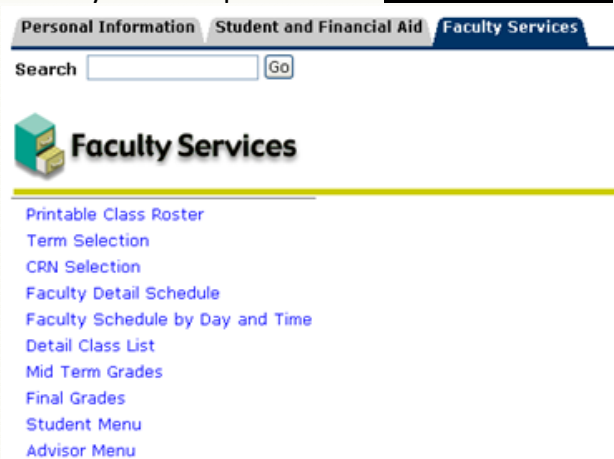 Personal Information Student and Financial Aid Faculty Services
Search Go
Faculty Services
Printable Class Roster
Term Selection
CRN Selection
Faculty Detail Schedule
Faculty Schedule by Day and Time
Detail Class List
Mid Term Grades
Final Grades
Student Menu
Advisor Menu